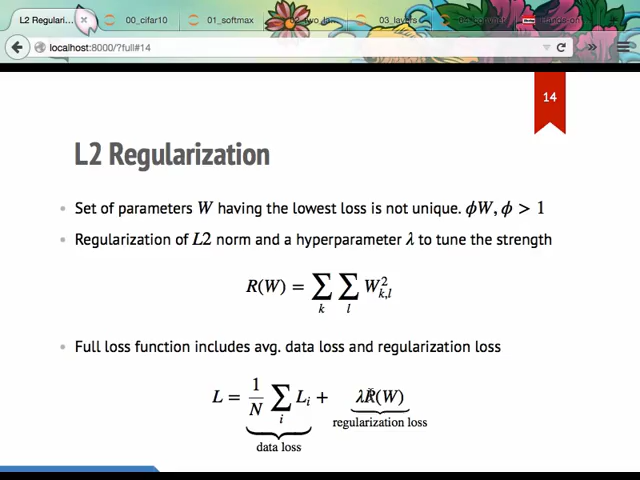 L2 Regulari...
00_cifar10
01_softmax
03_layers
localhost:8000/?full#14
14
L2 Regularization
Set of parameters W having the lowest loss is not unique. ϕW, ϕ > 1
Regularization of L2 norm and a hyperparameter λ to tune the strength
R(W) = ∑_k ∑_l W²_{k,l}
Full loss function includes avg. data loss and regularization loss
L = 1/N ∑_i L_i + λR(W)
data loss
regularization loss